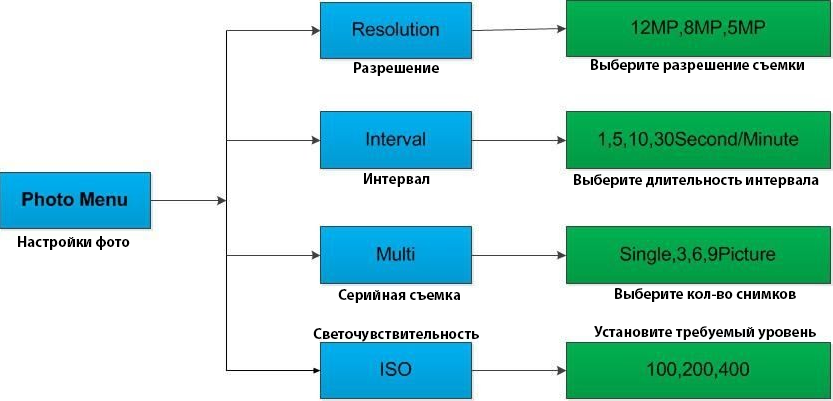 Resolution
12MP,8MP,5MP
Разрешение
Выберите разрешение съемки
Interval
1,5,10,30Second/Minute
Интервал
Выберите длительность интервала
Photo Menu
Настройки фото
Multi
Single,3,6,9Picture
Серийная съемка
Выберите кол-во снимков
Светочувствительность
Установите требуемый уровень
ISO
100,200,400